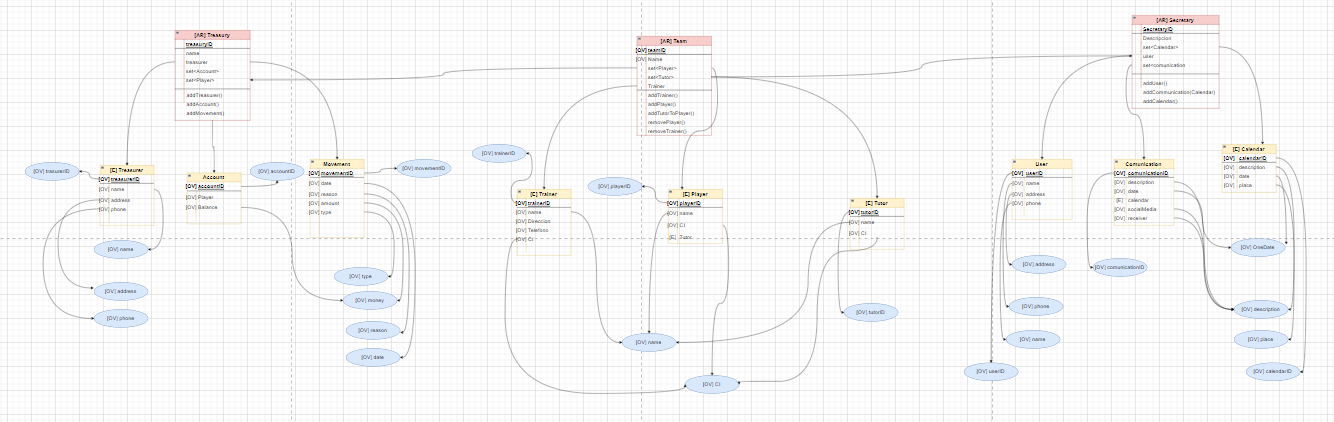 [AR] Treasury
treasuryID
name
treasurer
set<Account>
set<Player>
addTreasurer()
addAccount()
addMovement()
[E] Treasurer
[OV] treasurerID
[OV] name
[OV] address
[OV] phone
[OV] trasurerID
[OV] name
[OV] address
[OV] phone
Account
[OV] accountID
[OV] Player
[OV] Balance
[OV] accountID
Movement
[OV] movementID
[OV] date
[OV] reason
[OV] amount
[OV] type
[OV] movementID
[OV] type
[OV] money
[OV] reason
[OV] date
[AR] Team
[OV] teamID
[OV] Name
set<Player>
set<Tutor>
Trainer
addTrainer()
addPlayer()
addTutorToPlayer()
removePlayer()
removeTrainer()
[OV] trainerID
[E] Trainer
[OV] trainerID
[OV] name
[OV] Direccion
[OV] Telefono
[OV] CI
[OV] playerID
[E] Player
[OV] playerID
[OV] name
[OV] CI
[E] Tutor
[E] Tutor
[OV] tutorID
[OV] name
[OV] CI
[OV] tutorID
[OV] name
[OV] CI
[AR] Secretary
SecretaryID
Descripcion
set<Calendar>
user
set<comunication
addUser()
addCommunication(Calendar)
addCalendar()
User
[OV] userID
[OV] name
[OV] address
[OV] phone
[OV] address
[OV] phone
[OV] name
[OV] userID
Comunication
[OV] comunicationID
[OV] description
[OV] date
[E] calendar
[OV] socialMedia
[OV] receiver
[OV] comunicationID
[E] Calendar
[OV] calendarID
[OV] description
[OV] date
[OV] place
[OV] OneDate
[OV] description
[OV] place
[OV] calendarID